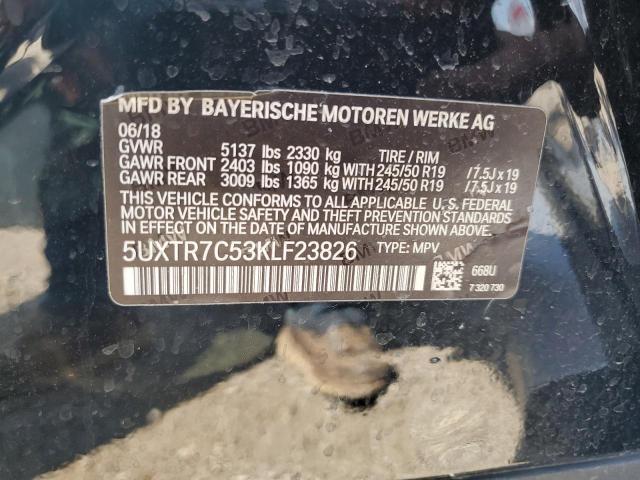 MFD BY BAYERISCHE MOTOREN WERKE AG
06/18
GVWR 5137 lbs 2330 kg TIRE / RIM
GAWR FRONT 2403 lbs 1090 kg WITH 245/50 R19 / 7.5J x 19
GAWR REAR 3009 lbs 1365 kg WITH 245/50 R19 / 7.5J x 19
THIS VEHICLE CONFORMS TO ALL APPLICABLE U. S. FEDERAL
MOTOR VEHICLE SAFETY AND THEFT PREVENTION STANDARDS
IN EFFECT ON THE DATE OF MANUFACTURE SHOWN ABOVE.
5UXTR7C53KLF23826 TYPE: MPV
668U
7 320 730